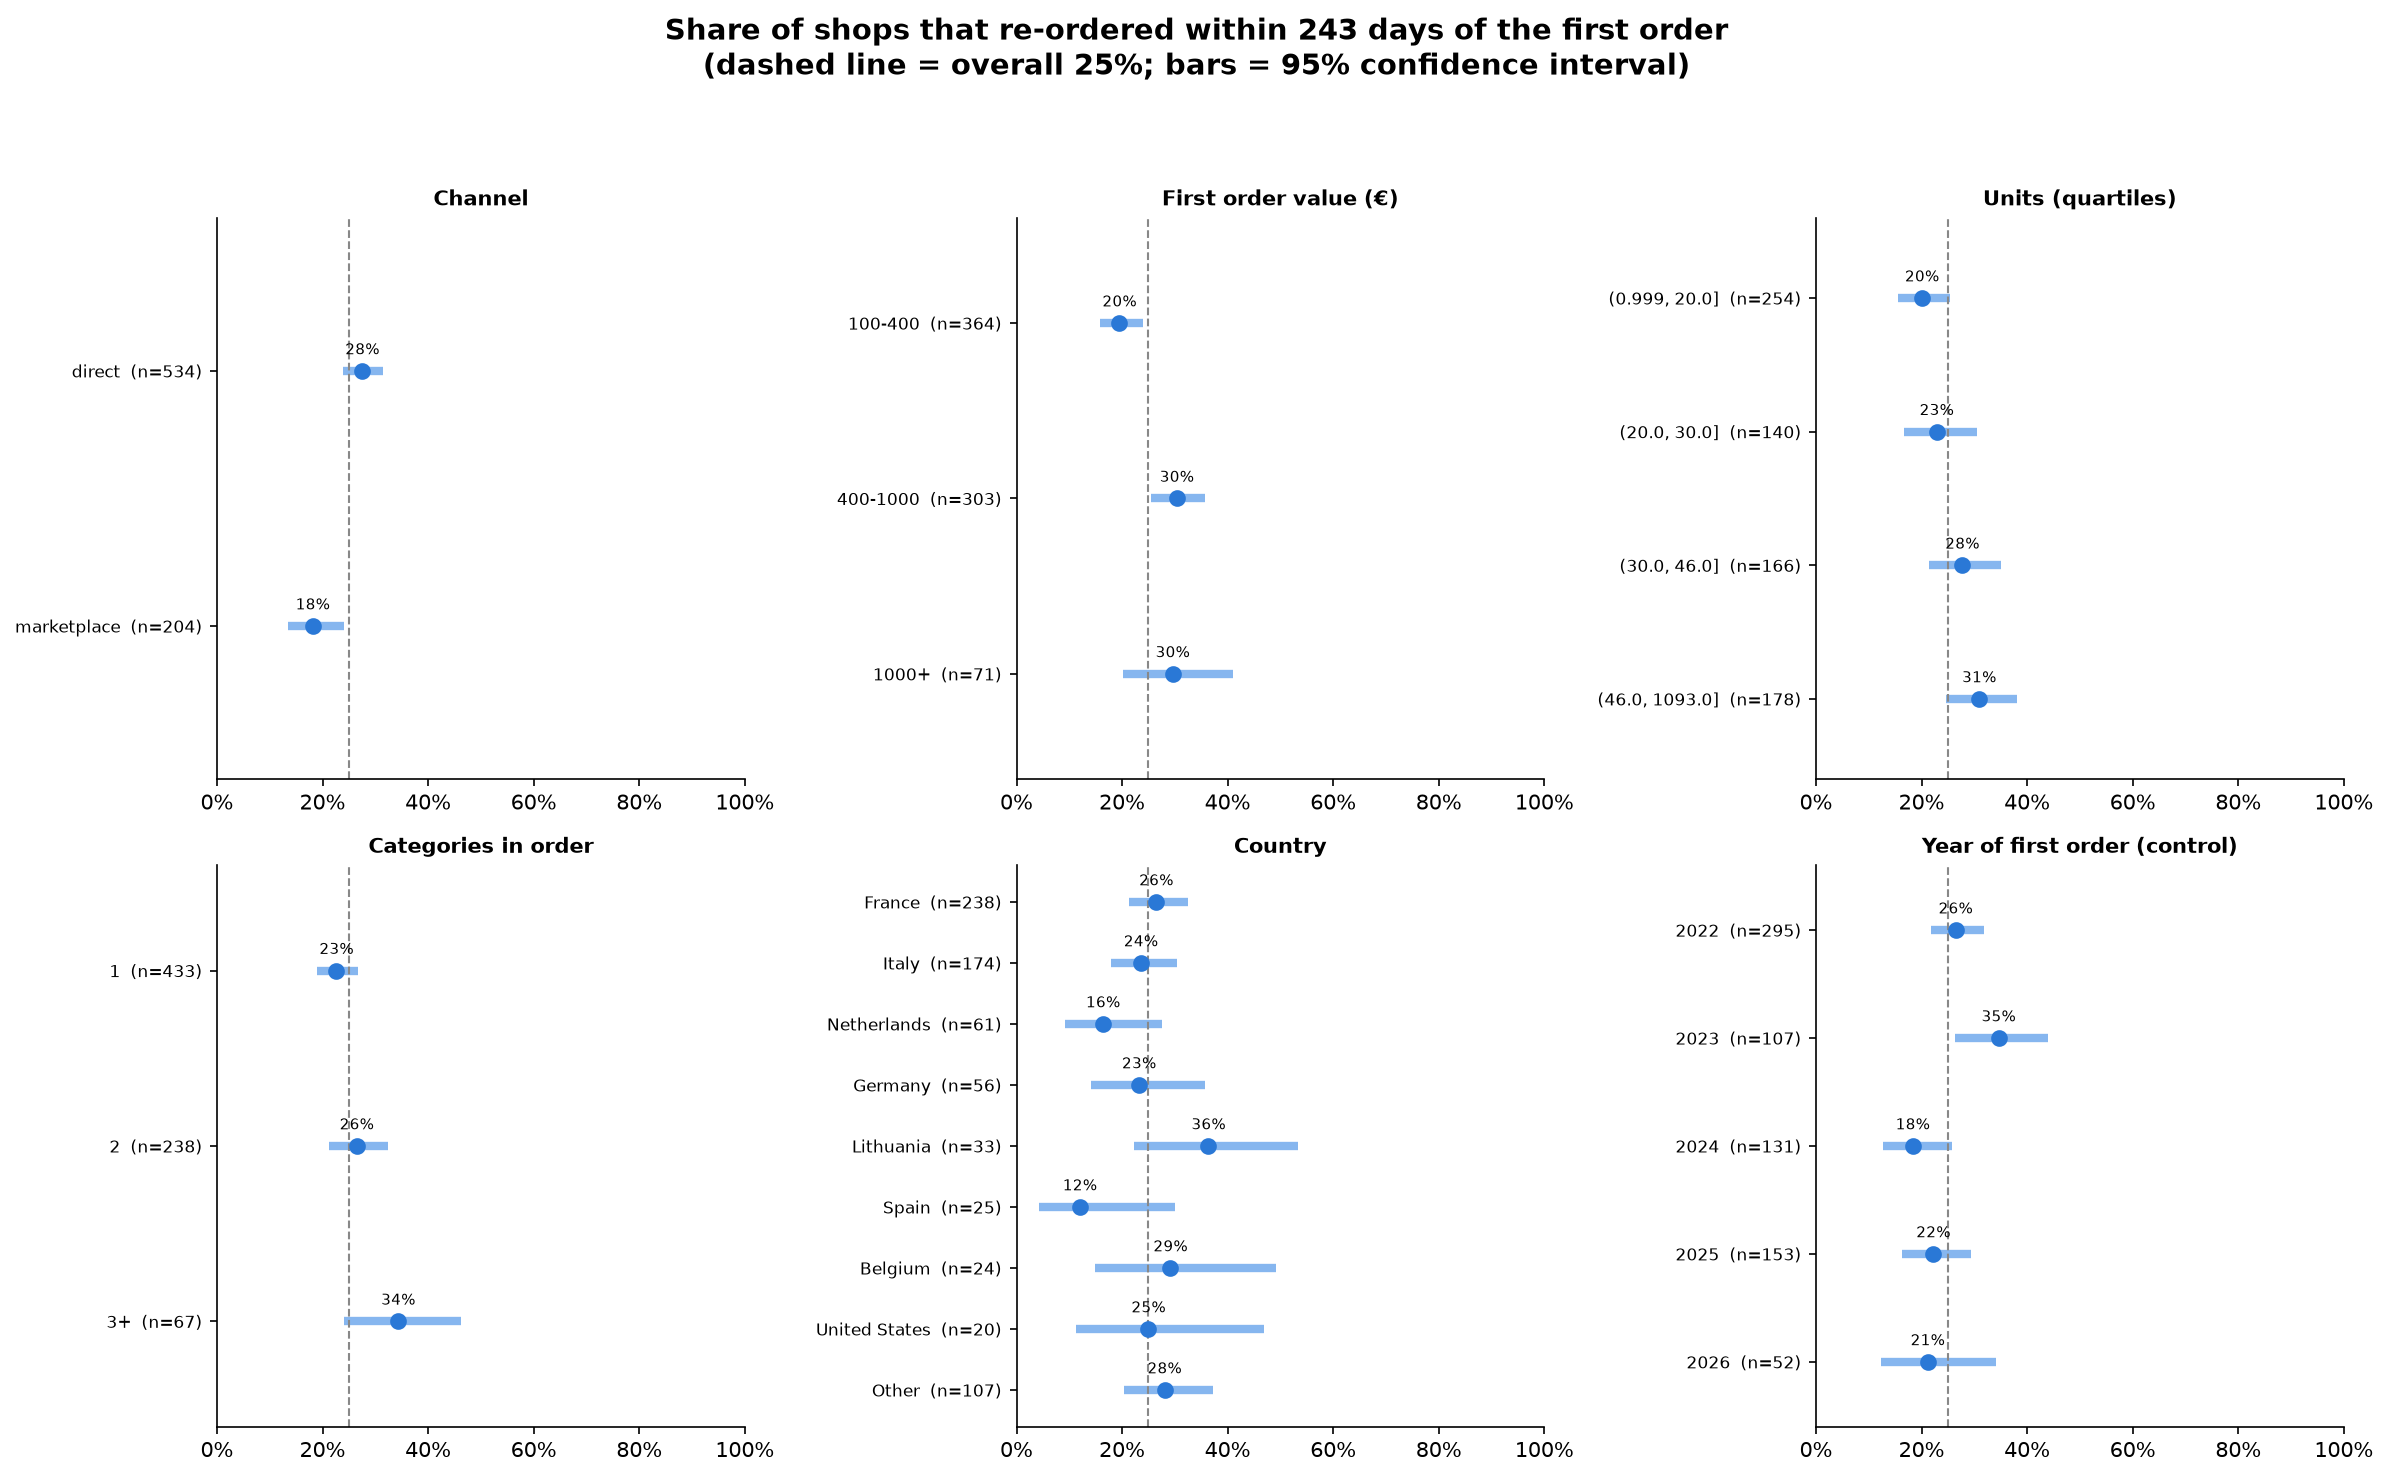 Share of shops that re-ordered within 243 days of the first order
(dashed line = overall 25%; bars = 95% confidence interval)
Channel
28%
direct (n=534)
18%
marketplace (n=204)
0% 20% 40% 60% 80% 100%
First order value (€)
20%
100-400 (n=364)
30%
400-1000 (n=303)
30%
1000+ (n=71)
0% 20% 40% 60% 80% 100%
Units (quartiles)
20%
(0.999, 20.0] (n=254)
23%
(20.0, 30.0] (n=140)
28%
(30.0, 46.0] (n=166)
31%
(46.0, 1093.0] (n=178)
0% 20% 40% 60% 80% 100%
Categories in order
23%
1 (n=433)
26%
2 (n=238)
34%
3+ (n=67)
0% 20% 40% 60% 80% 100%
Country
26%
France (n=238)
24%
Italy (n=174)
16%
Netherlands (n=61)
23%
Germany (n=56)
36%
Lithuania (n=33)
12%
Spain (n=25)
29%
Belgium (n=24)
25%
United States (n=20)
28%
Other (n=107)
0% 20% 40% 60% 80% 100%
Year of first order (control)
26%
2022 (n=295)
35%
2023 (n=107)
18%
2024 (n=131)
22%
2025 (n=153)
21%
2026 (n=52)
0% 20% 40% 60% 80% 100%